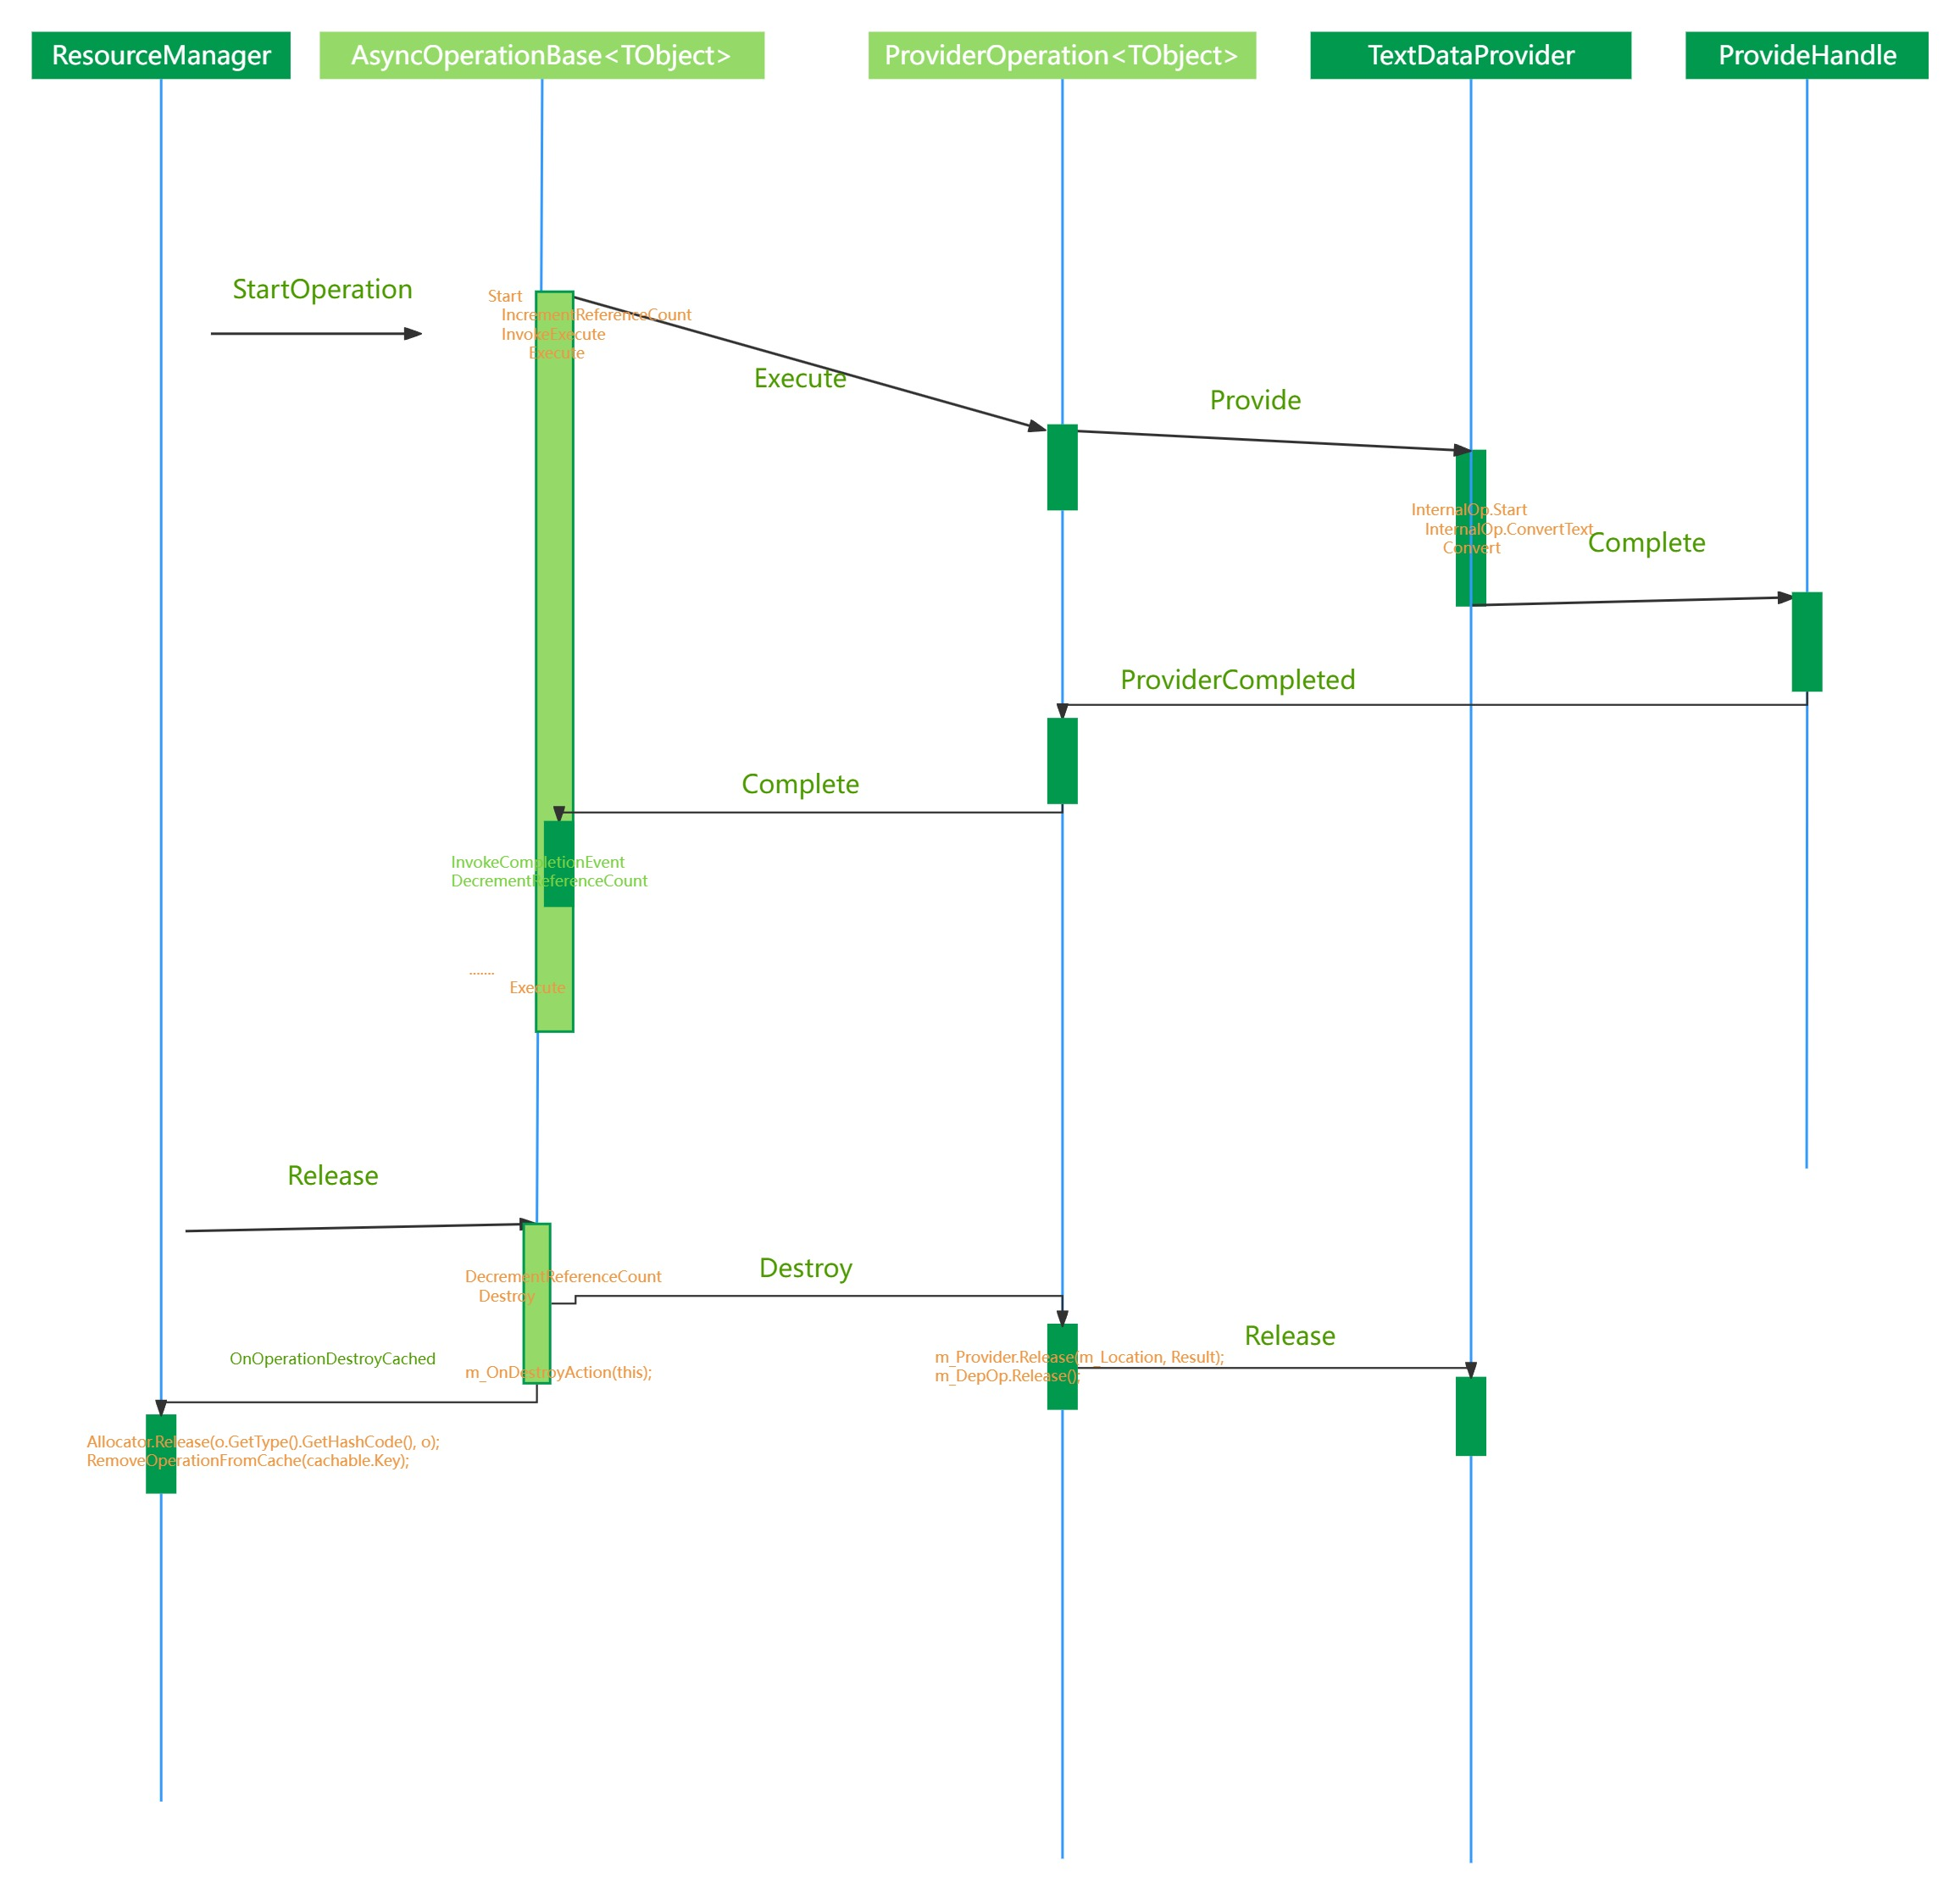 ResourceManager
AsyncOperationBase<TObject>
ProviderOperation<TObject>
TextDataProvider
ProvideHandle
StartOperation
Start
IncrementReferenceCount
InvokeExecute
Execute
Execute
Provide
InternalOp.Start
InternalOp.ConvertText
Convert
Complete
ProviderCompleted
Complete
InvokeCompletionEvent
DecrementReferenceCount
.......
Execute
Release
DecrementReferenceCount
Destroy
Destroy
Release
OnOperationDestroyCached
m_OnDestroyAction(this);
m_Provider.Release(m_Location, Result);
m_DepOp.Release();
Allocator.Release(o.GetType().GetHashCode(), o);
RemoveOperationFromCache(cachable.Key);